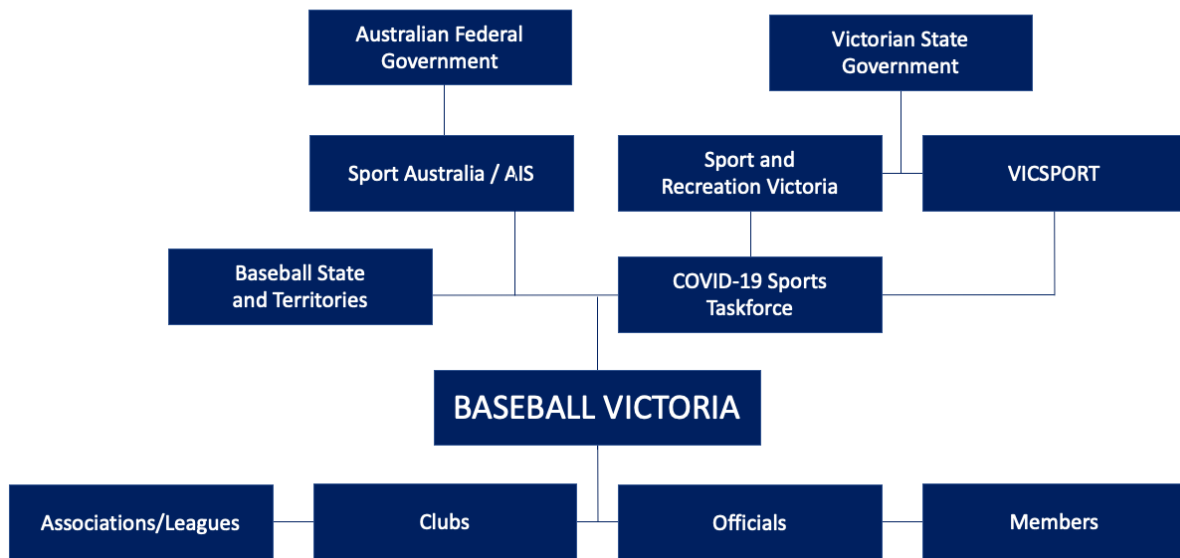 Australian Federal
Government
Victorian State
Government
Sport Australia / AIS
Sport and
Recreation Victoria
VICSPORT
Baseball State
and Territories
COVID-19 Sports
Taskforce
BASEBALL VICTORIA
Associations/Leagues
Clubs
Officials
Members